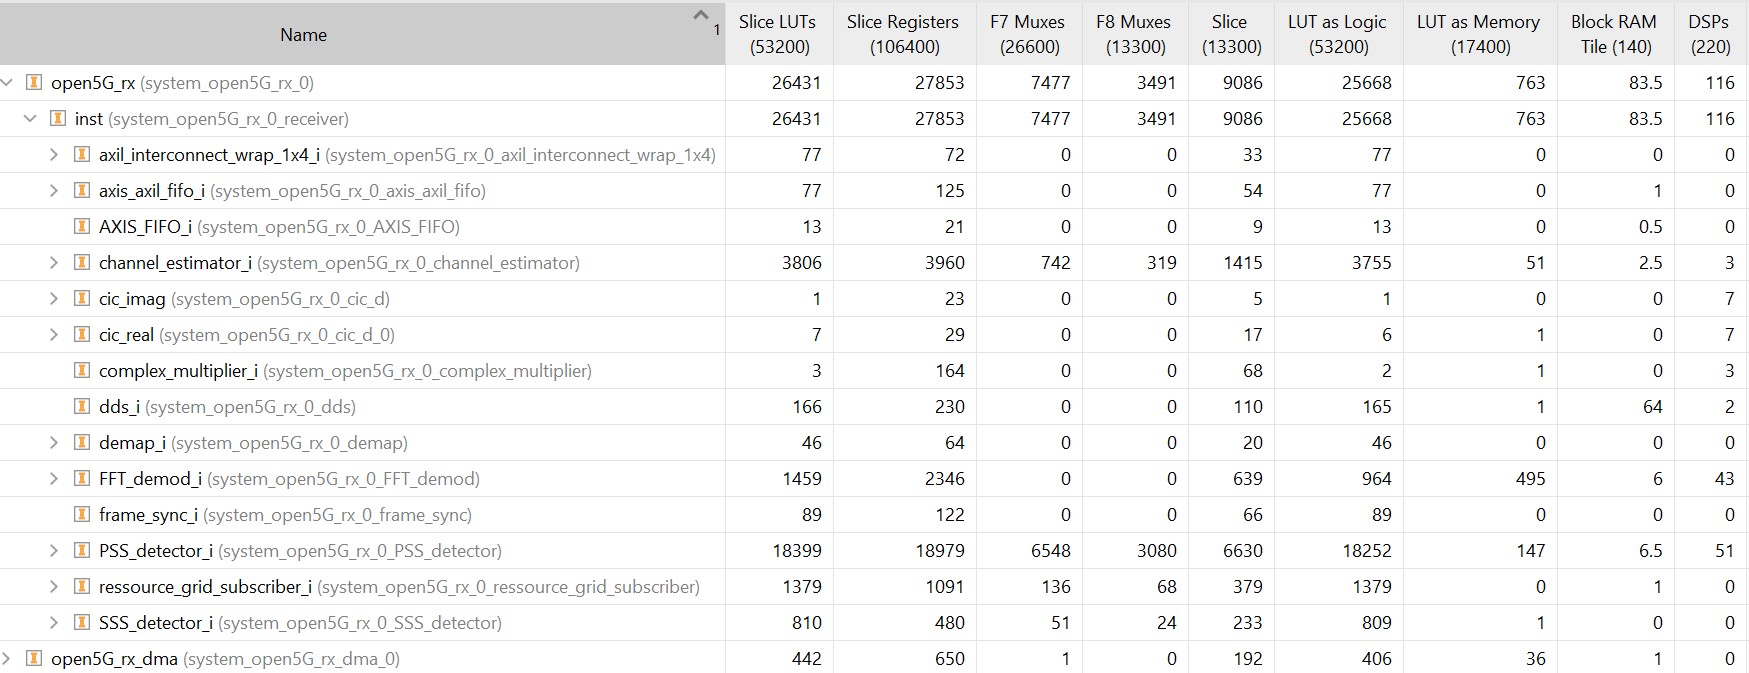 Name 1 Slice LUTs (53200) Slice Registers (106400) F7 Muxes (26600) F8 Muxes (13300) Slice (13300) LUT as Logic (53200) LUT as Memory (17400) Block RAM Tile (140) DSPs (220)
open5G_rx (system_open5G_rx_0) 26431 27853 7477 3491 9086 25668 763 83.5 116
inst (system_open5G_rx_0_receiver) 26431 27853 7477 3491 9086 25668 763 83.5 116
axil_interconnect_wrap_1x4_i (system_open5G_rx_0_axil_interconnect_wrap_1x4) 77 72 0 0 33 77 0 0 0
axis_axil_fifo_i (system_open5G_rx_0_axis_axil_fifo) 77 125 0 0 54 77 0 1 0
AXIS_FIFO_i (system_open5G_rx_0_AXIS_FIFO) 13 21 0 0 9 13 0 0.5 0
channel_estimator_i (system_open5G_rx_0_channel_estimator) 3806 3960 742 319 1415 3755 51 2.5 3
cic_imag (system_open5G_rx_0_cic_d) 1 23 0 0 5 1 0 0 7
cic_real (system_open5G_rx_0_cic_d_0) 7 29 0 0 17 6 1 0 7
complex_multiplier_i (system_open5G_rx_0_complex_multiplier) 3 164 0 0 68 2 1 0 3
dds_i (system_open5G_rx_0_dds) 166 230 0 0 110 165 1 64 2
demap_i (system_open5G_rx_0_demap) 46 64 0 0 20 46 0 0 0
FFT_demod_i (system_open5G_rx_0_FFT_demod) 1459 2346 0 0 639 964 495 6 43
frame_sync_i (system_open5G_rx_0_frame_sync) 89 122 0 0 66 89 0 0 0
PSS_detector_i (system_open5G_rx_0_PSS_detector) 18399 18979 6548 3080 6630 18252 147 6.5 51
ressource_grid_subscriber_i (system_open5G_rx_0_ressource_grid_subscriber) 1379 1091 136 68 379 1379 0 1 0
SSS_detector_i (system_open5G_rx_0_SSS_detector) 810 480 51 24 233 809 1 0 0
open5G_rx_dma (system_open5G_rx_dma_0) 442 650 1 0 192 406 36 1 0